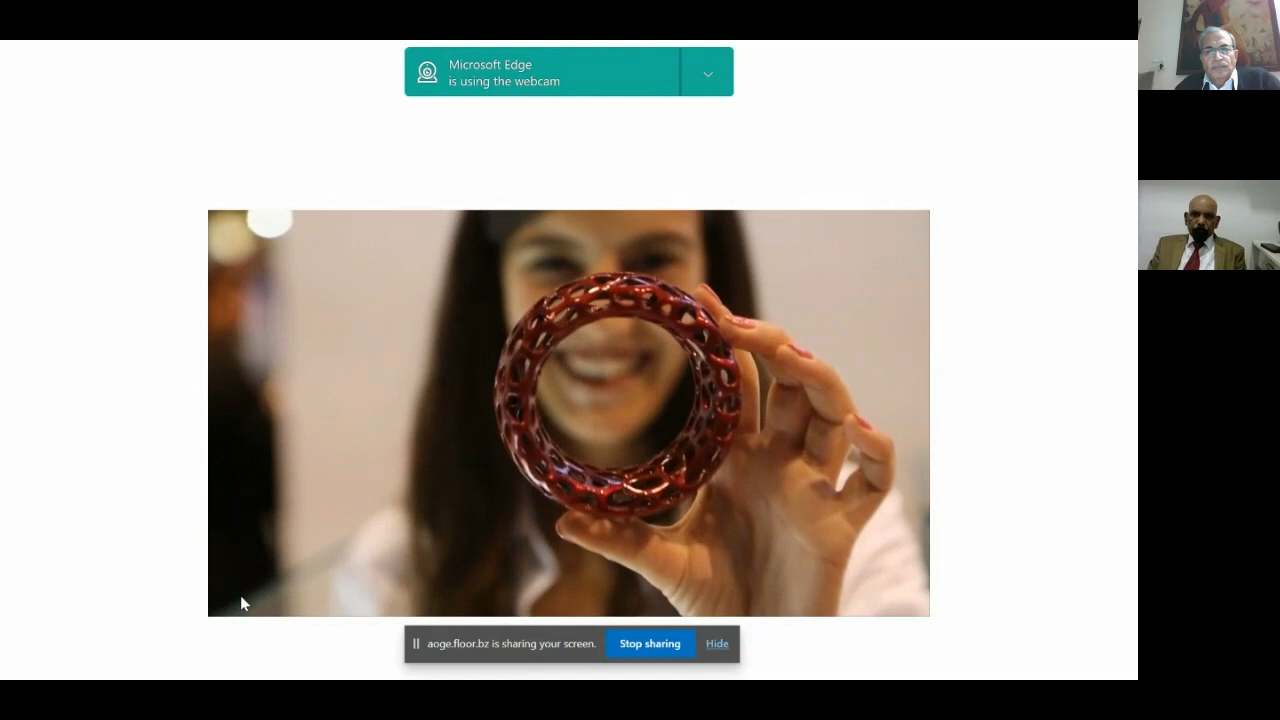 Microsoft Edge
is using the webcam
aoge.floor.bz is sharing your screen. Stop sharing Hide